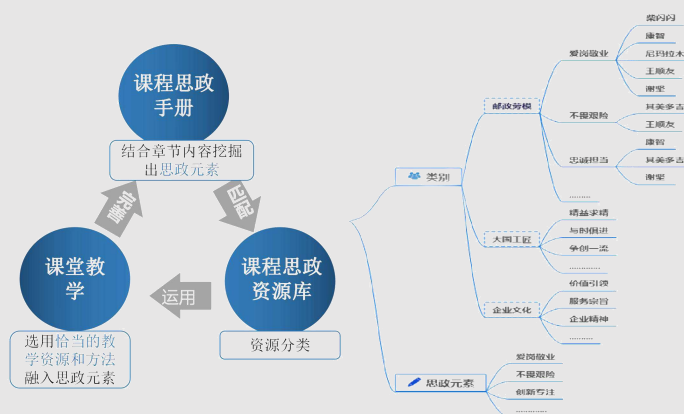 课程思政
手册
结合章节内容挖掘
出思政元素
完善
匹配
课堂教
学
课程思政
资源库
运用
选用恰当的教
学资源和方法
融入思政元素
资源分类
类别
邮政劳模
爱岗敬业
柴闪闪
康智
尼玛拉木
王顺友
谢坚
不畏艰险
其美多吉
王顺友
忠诚担当
康智
其美多吉
谢坚
.........
大国工匠
精益求精
与时俱进
争创一流
............
企业文化
价值引领
服务宗旨
企业精神
.........
思政元素
爱岗敬业
不畏艰险
创新专注
............